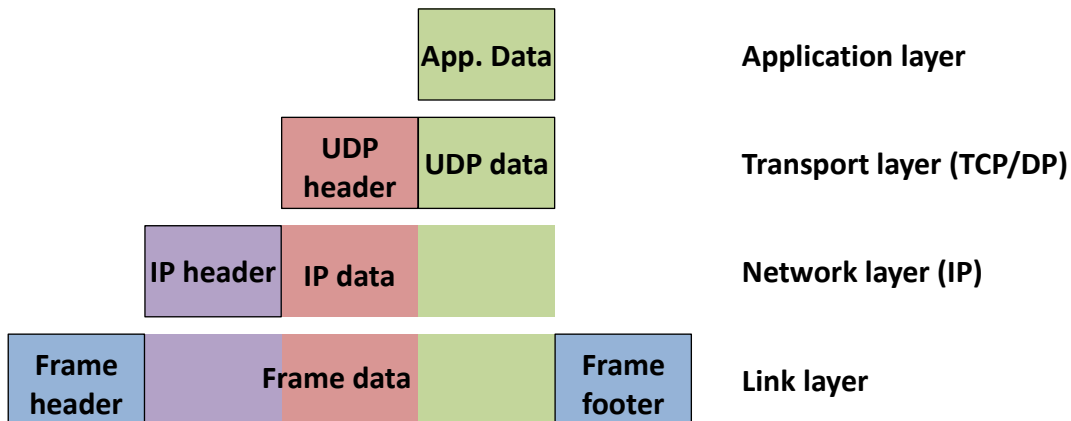 App. Data
Application layer
UDP
header
UDP data
Transport layer (TCP/DP)
IP header
IP data
Network layer (IP)
Frame
header
Frame data
Frame
footer
Link layer